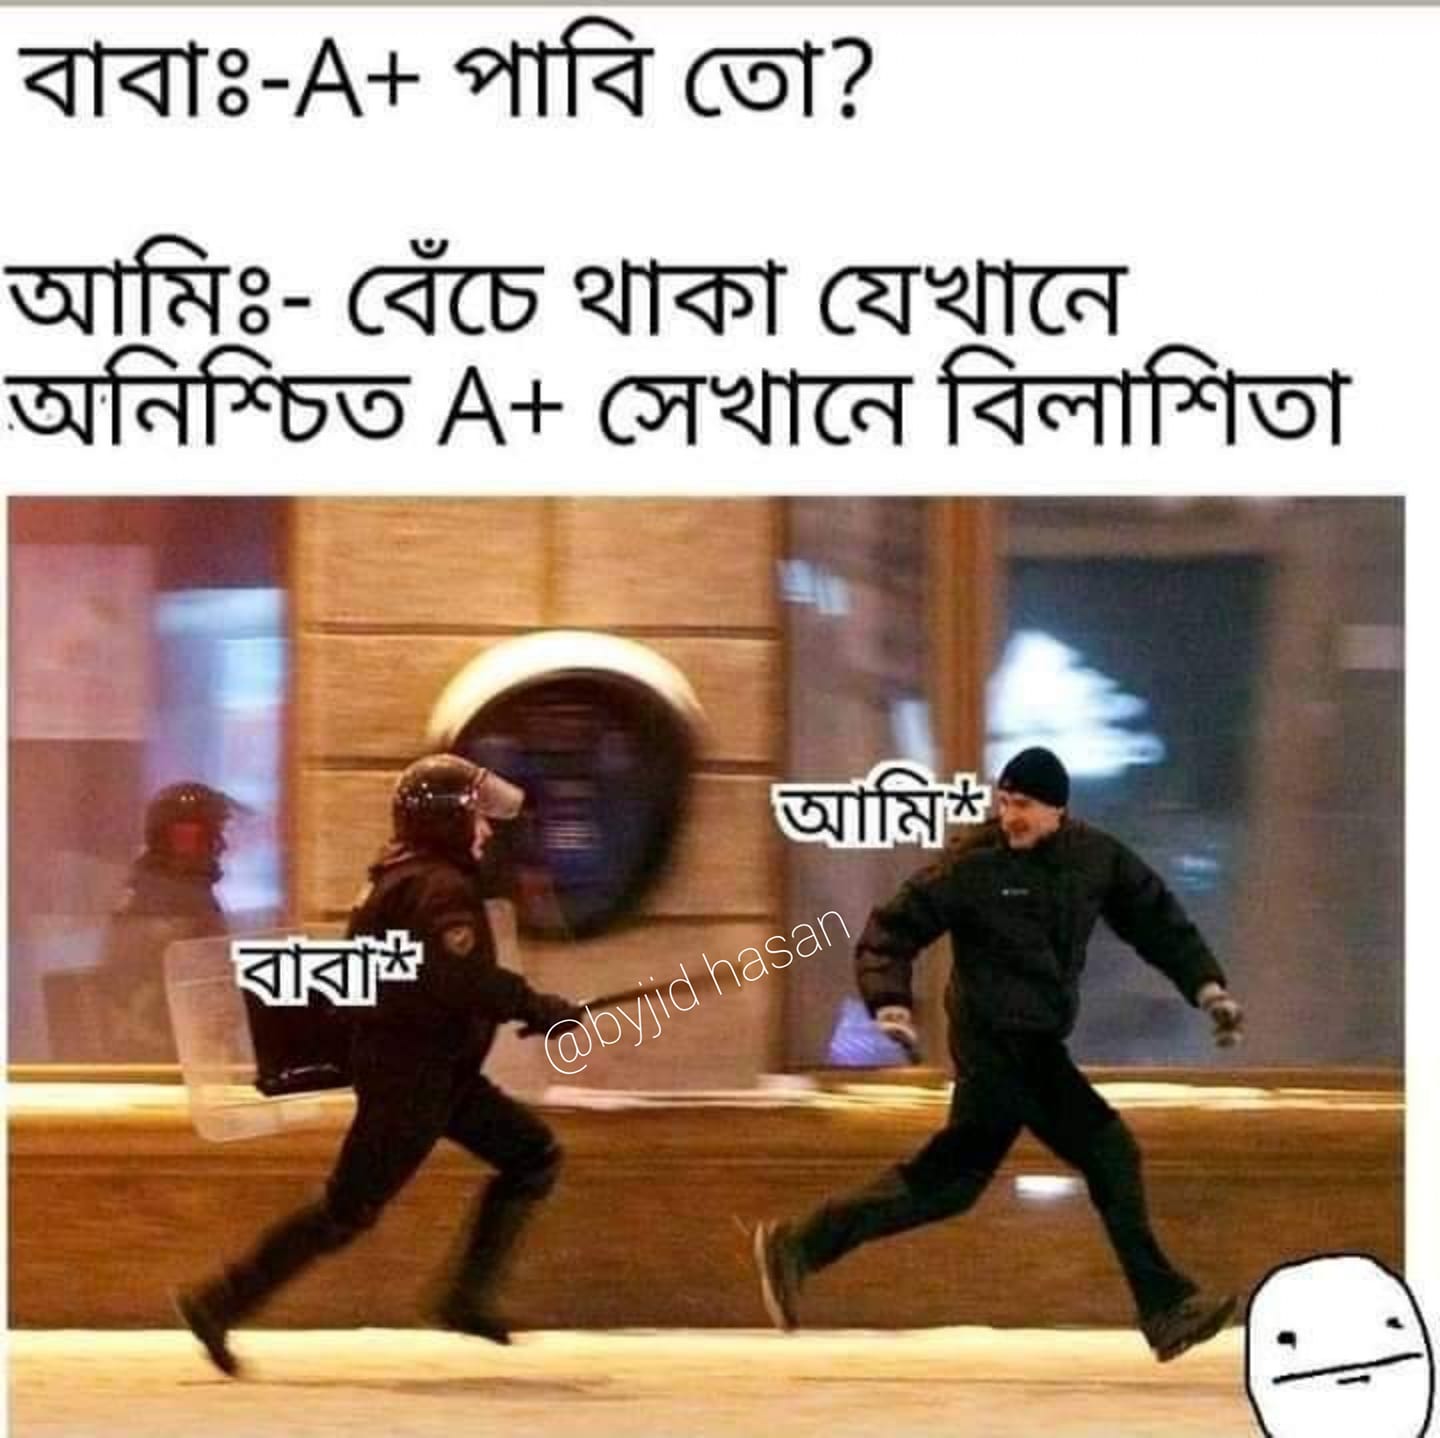 বাবাঃ-A+ পাবি তো?
আমিঃ- বেঁচে থাকা যেখানে
অনিশ্চিত A+ সেখানে বিলাশিতা
আমি*
বাবা*
@byjid hasan